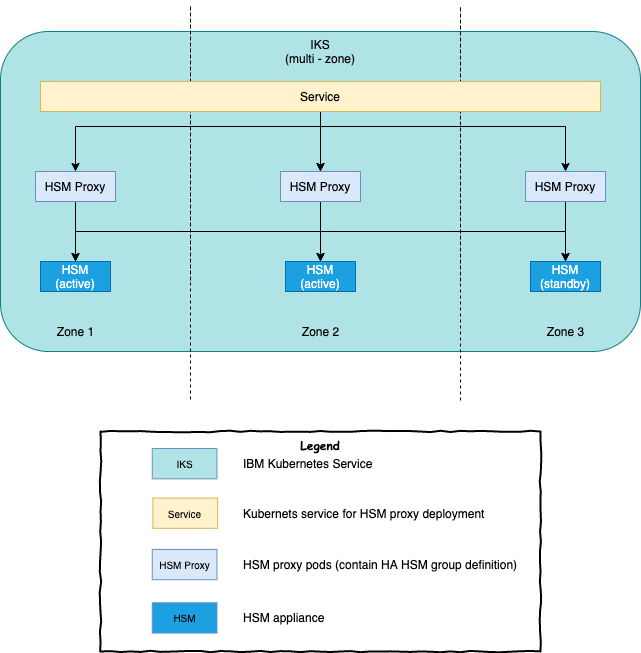 IKS
(multi - zone)
Service
HSM Proxy
HSM Proxy
HSM Proxy
HSM
(active)
HSM
(active)
HSM
(standby)
Zone 1
Zone 2
Zone 3
Legend
IKS
IBM Kubernetes Service
Service
Kubernets service for HSM proxy deployment
HSM Proxy
HSM proxy pods (contain HA HSM group definition)
HSM
HSM appliance